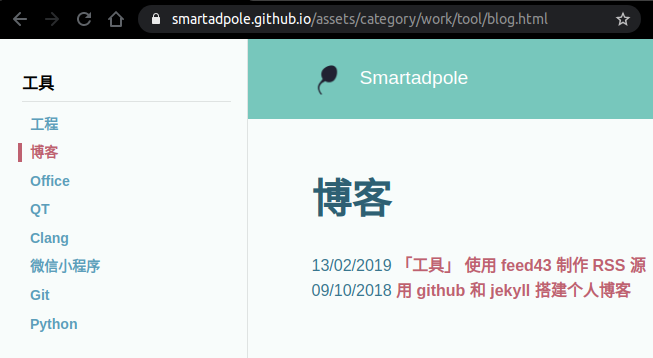 smartadpole.github.io/assets/category/work/tool/blog.html
工具
工程
博客
Office
QT
Clang
微信小程序
Git
Python
Smartadpole
博客
13/02/2019 「工具」 使用 feed43 制作 RSS 源
09/10/2018 用 github 和 jekyll 搭建个人博客